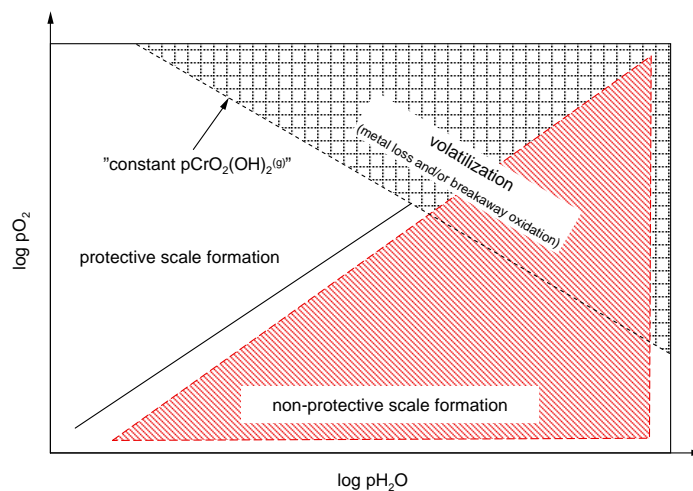 volatilization
(metal loss and/or breakaway oxidation)
"constant pCrO₂(OH)₂⁽ᵍ⁾"
log pO₂
protective scale formation
non-protective scale formation
log pH₂O